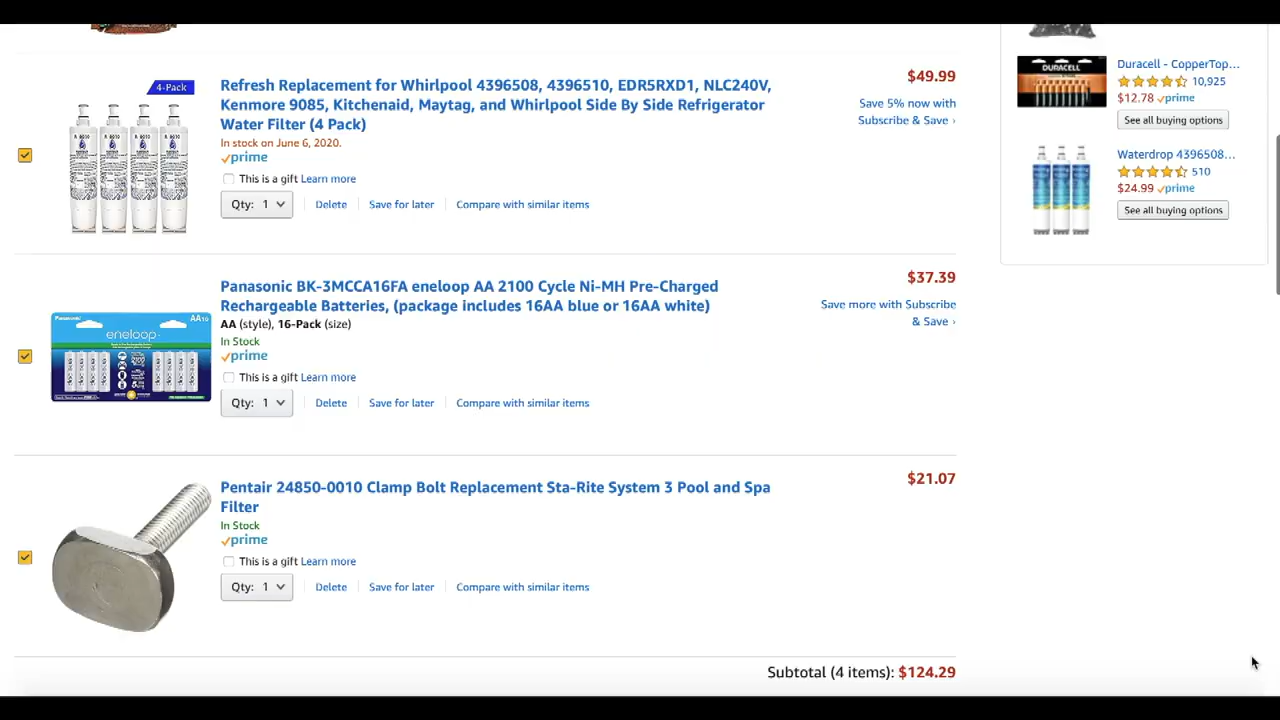 4-Pack
Refresh Replacement for Whirlpool 4396508, 4396510, EDR5RXD1, NLC240V,
Kenmore 9085, Kitchenaid, Maytag, and Whirlpool Side By Side Refrigerator
Water Filter (4 Pack)
In stock on June 6, 2020.
prime
This is a gift Learn more
Qty: 1
Delete
Save for later
Compare with similar items
$49.99
Save 5% now with
Subscribe & Save ›
Panasonic BK-3MCCA16FA eneloop AA 2100 Cycle Ni-MH Pre-Charged
Rechargeable Batteries, (package includes 16AA blue or 16AA white)
AA (style), 16-Pack (size)
In Stock
prime
This is a gift Learn more
Qty: 1
Delete
Save for later
Compare with similar items
$37.39
Save more with Subscribe
& Save ›
Panasonic
AA16
eneloop
Pentair 24850-0010 Clamp Bolt Replacement Sta-Rite System 3 Pool and Spa
Filter
In Stock
prime
This is a gift Learn more
Qty: 1
Delete
Save for later
Compare with similar items
$21.07
Subtotal (4 items): $124.29
DURACELL
Duracell - CopperTop...
10,925
$12.78 prime
See all buying options
Waterdrop 4396508...
510
$24.99 prime
See all buying options